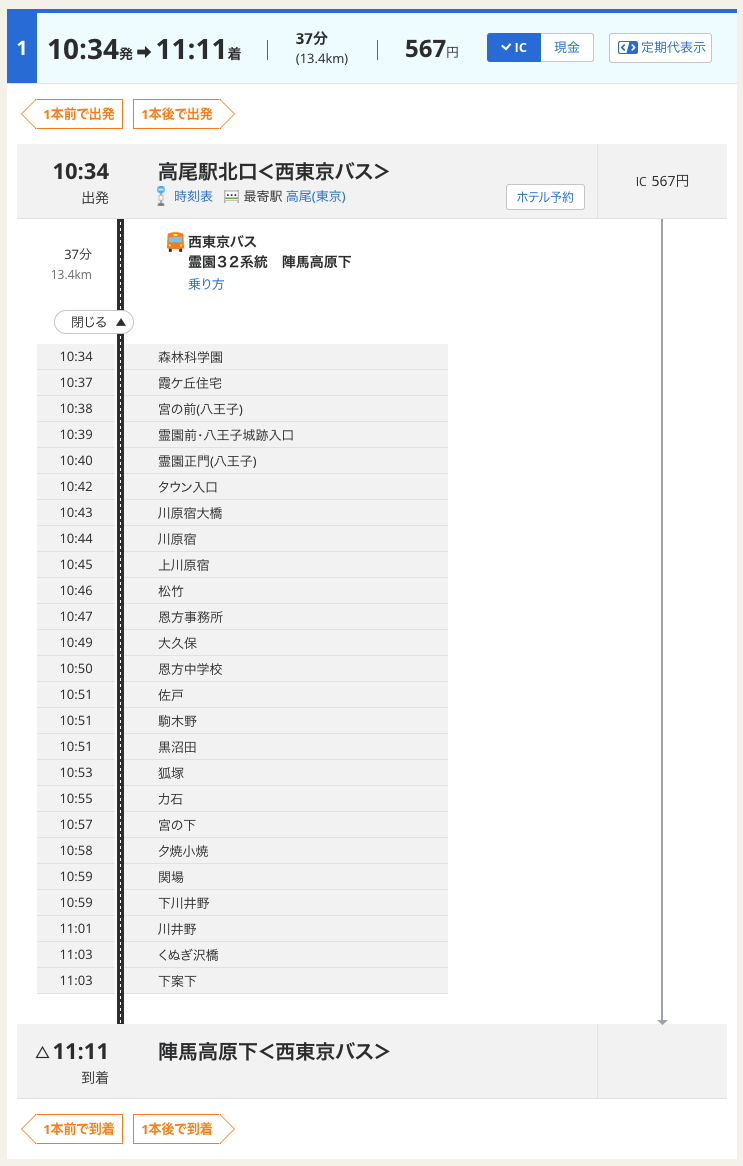 1
10:34発→11:11着
37分
(13.4km)
567円
IC
現金
定期代表示
1本前で出発
1本後で出発
10:34
出発
高尾駅北口<西東京バス>
時刻表 最寄駅 高尾(東京)
ホテル予約
IC 567円
37分
13.4km
西東京バス
霊園32系統 陣馬高原下
乗り方
閉じる▲
10:34 森林科学園
10:37 霞ケ丘住宅
10:38 宮の前(八王子)
10:39 霊園前・八王子城跡入口
10:40 霊園正門(八王子)
10:42 タウン入口
10:43 川原宿大橋
10:44 川原宿
10:45 上川原宿
10:46 松竹
10:47 恩方事務所
10:49 大久保
10:50 恩方中学校
10:51 佐戸
10:51 駒木野
10:51 黒沼田
10:53 狐塚
10:55 力石
10:57 宮の下
10:58 夕焼小焼
10:59 関場
10:59 下川井野
11:01 川井野
11:03 くぬぎ沢橋
11:03 下案下
△11:11
到着
陣馬高原下<西東京バス>
1本前で到着
1本後で到着